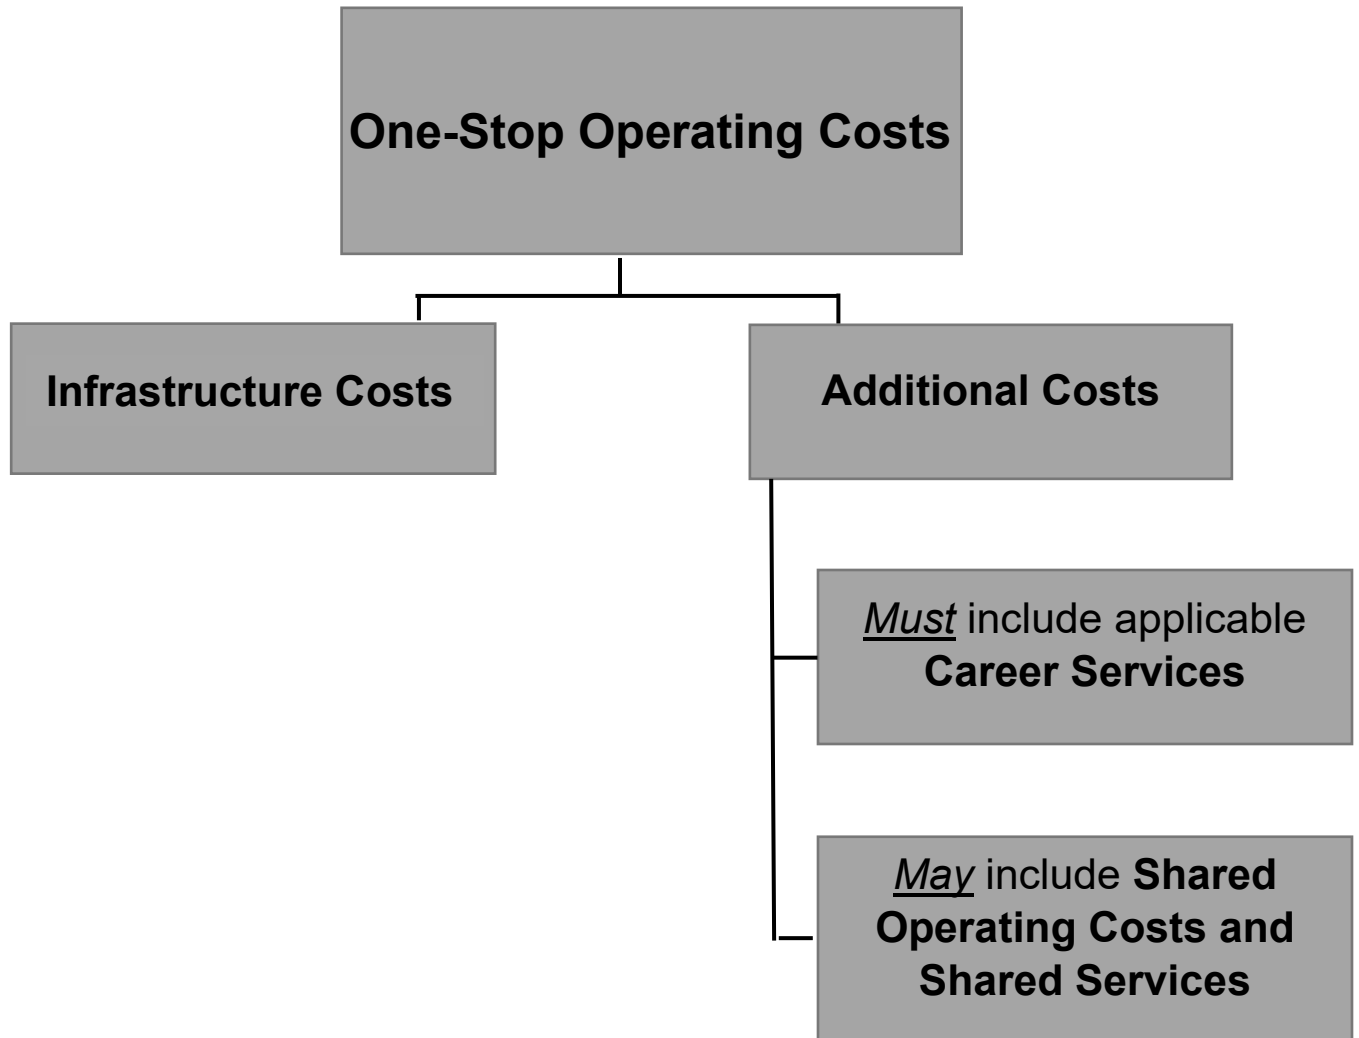 One-Stop Operating Costs
Infrastructure Costs
Additional Costs
Must include applicable
Career Services
May include Shared
Operating Costs and
Shared Services